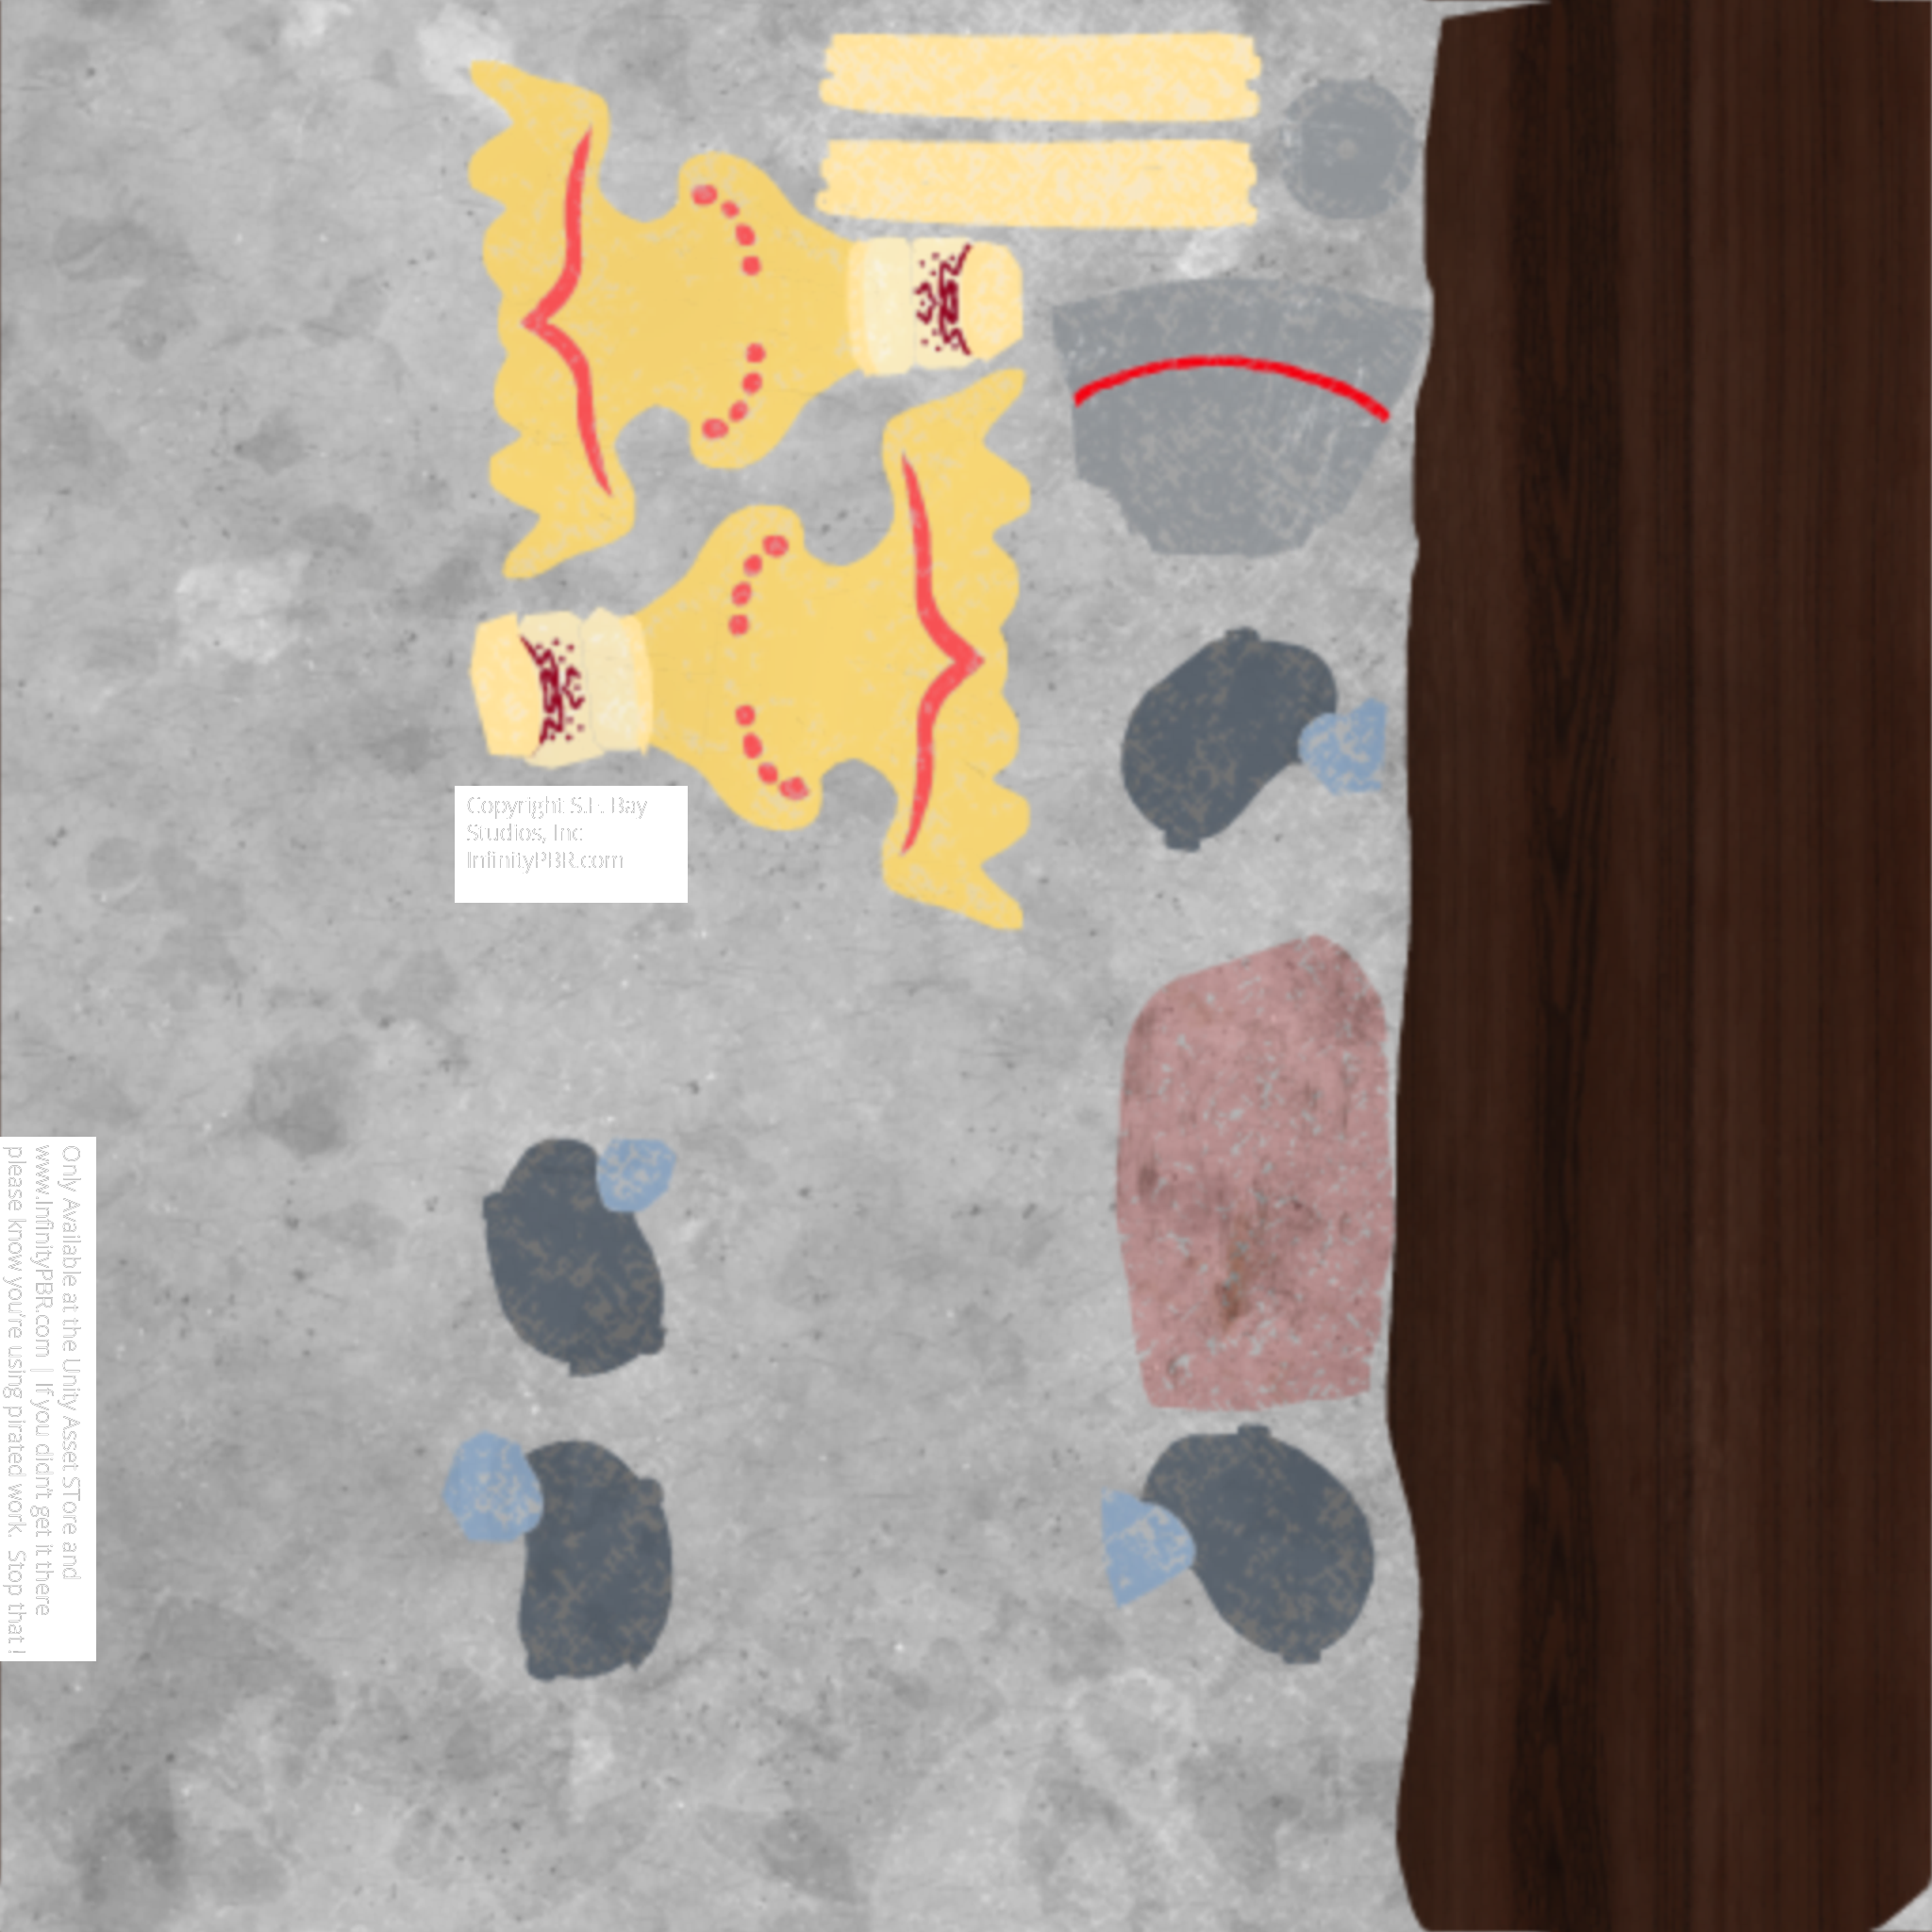 Copyright S.F. Bay
Studios, Inc
InfinityPBR.com
Only Available at the Unity Asset STore and
www.InfinityPBR.com | If you didn't get it there
please know you're using pirated work. Stop that!